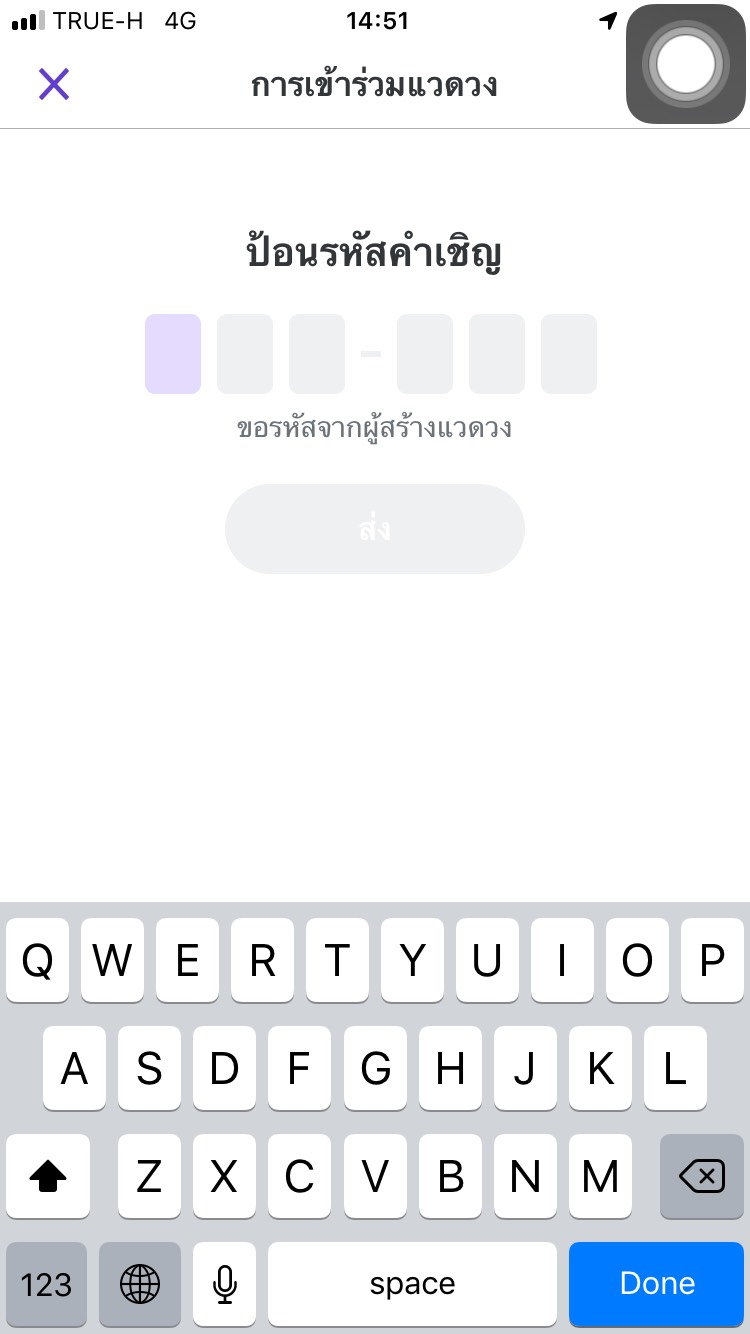 TRUE-H 4G 14:51
การเข้าร่วมแวดวง
ป้อนรหัสคำเชิญ
-
ขอรหัสจากผู้สร้างแวดวง
ส่ง
Q W E R T Y U I O P
A S D F G H J K L
Z X C V B N M
123 space Done